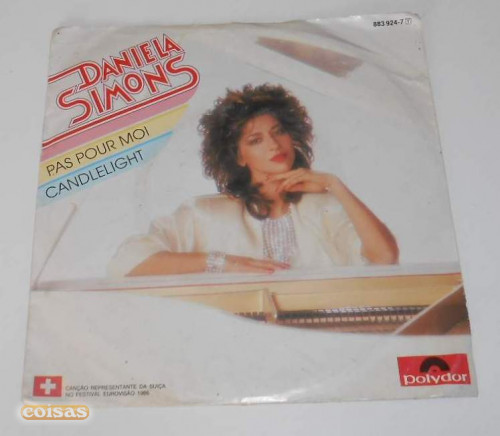 883 924-7
DANIELA
SIMONS
PAS POUR MOI
CANDLELIGHT
CANÇÃO REPRESENTANTE DA SUIÇA
NO FESTIVAL EUROVISÃO 1986
polydor
coisas